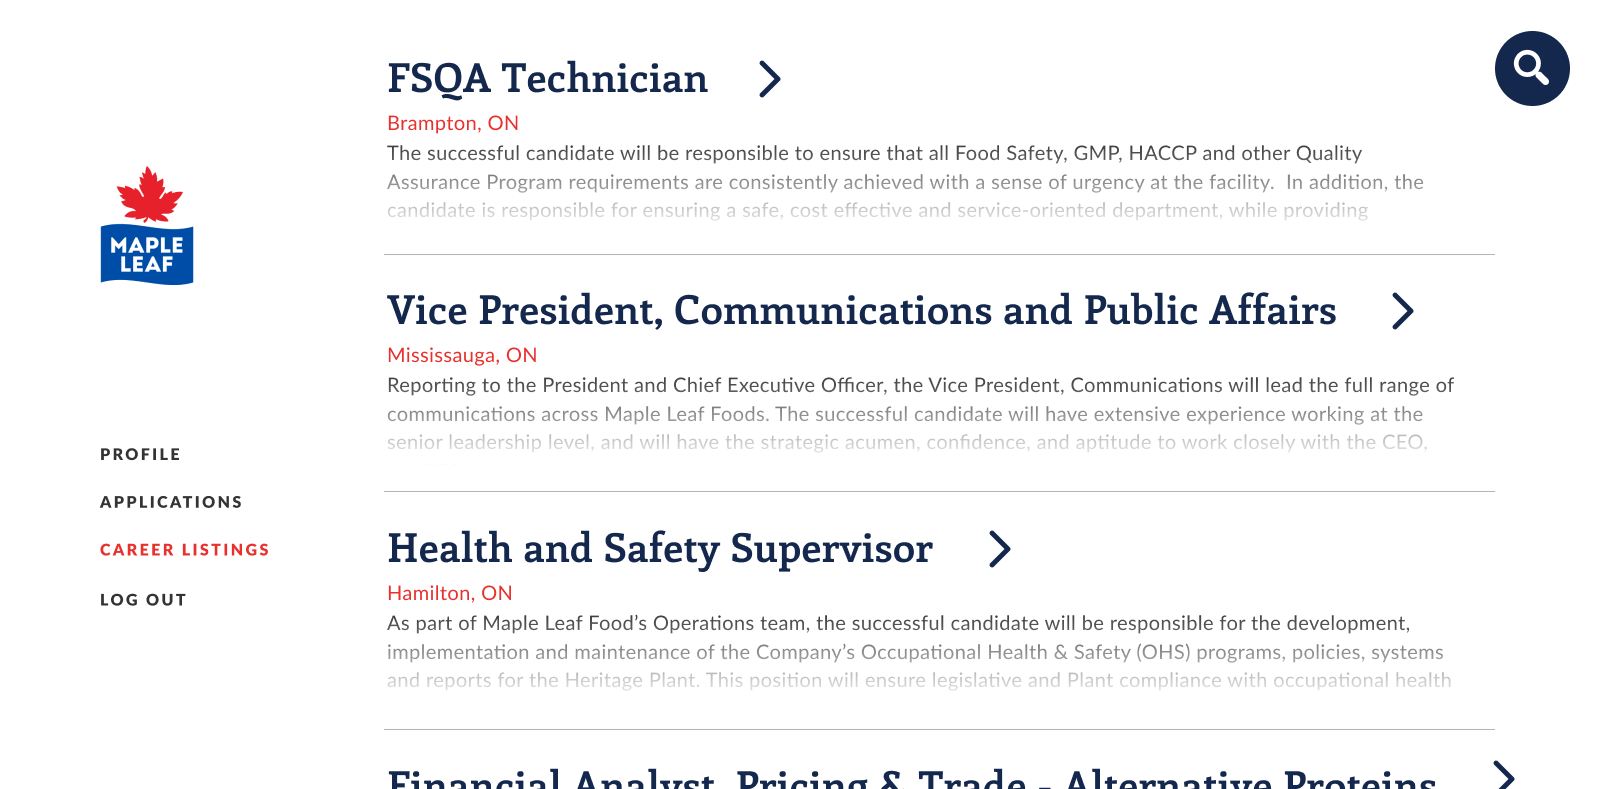 MAPLE
LEAF
PROFILE
APPLICATIONS
CAREER LISTINGS
LOG OUT
FSQA Technician
Brampton, ON
The successful candidate will be responsible to ensure that all Food Safety, GMP, HACCP and other Quality
Assurance Program requirements are consistently achieved with a sense of urgency at the facility.  In addition, the
candidate is responsible for ensuring a safe, cost effective and service-oriented department, while providing
Vice President, Communications and Public Affairs
Mississauga, ON
Reporting to the President and Chief Executive Officer, the Vice President, Communications will lead the full range of
communications across Maple Leaf Foods. The successful candidate will have extensive experience working at the
senior leadership level, and will have the strategic acumen, confidence, and aptitude to work closely with the CEO,
Health and Safety Supervisor
Hamilton, ON
As part of Maple Leaf Food’s Operations team, the successful candidate will be responsible for the development,
implementation and maintenance of the Company’s Occupational Health & Safety (OHS) programs, policies, systems
and reports for the Heritage Plant. This position will ensure legislative and Plant compliance with occupational health
Financial Analyst, Pricing & Trade - Alternative Proteins